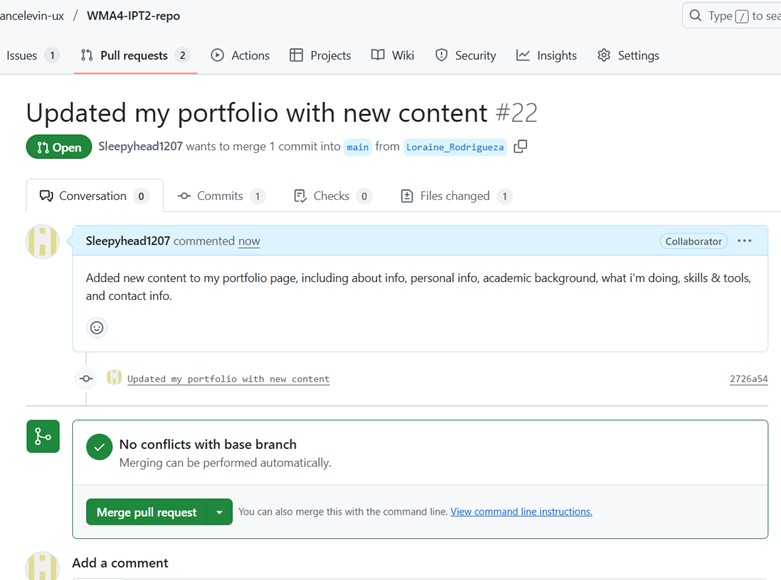 ancelevin-ux / WMA4-IPT2-repo
Type / to sea
Issues 1 Pull requests 2 Actions Projects Wiki Security Insights Settings
Updated my portfolio with new content #22
Open Sleepyhead1207 wants to merge 1 commit into main from Loraine_Rodrigueza
Conversation 0 Commits 1 Checks 0 Files changed 1
Sleepyhead1207 commented now Collaborator ...
Added new content to my portfolio page, including about info, personal info, academic background, what i'm doing, skills & tools,
and contact info.
Updated my portfolio with new content 2726a54
No conflicts with base branch
Merging can be performed automatically.
Merge pull request You can also merge this with the command line. View command line instructions.
Add a comment